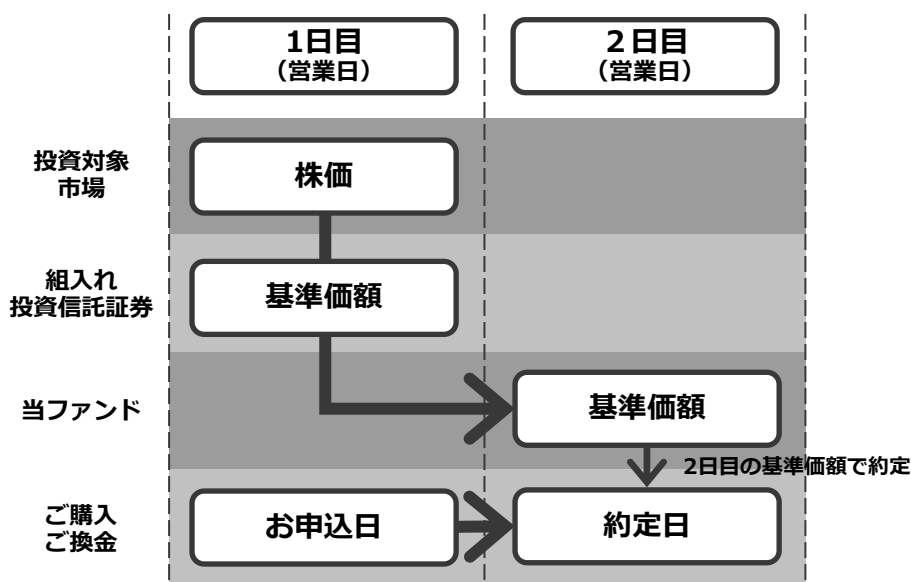 1日目
（営業日）
２日目
（営業日）
投資対象
市場
株価
組入れ
投資信託証券
基準価額
当ファンド
基準価額
2日目の基準価額で約定
ご購入
ご換金
お申込日
約定日